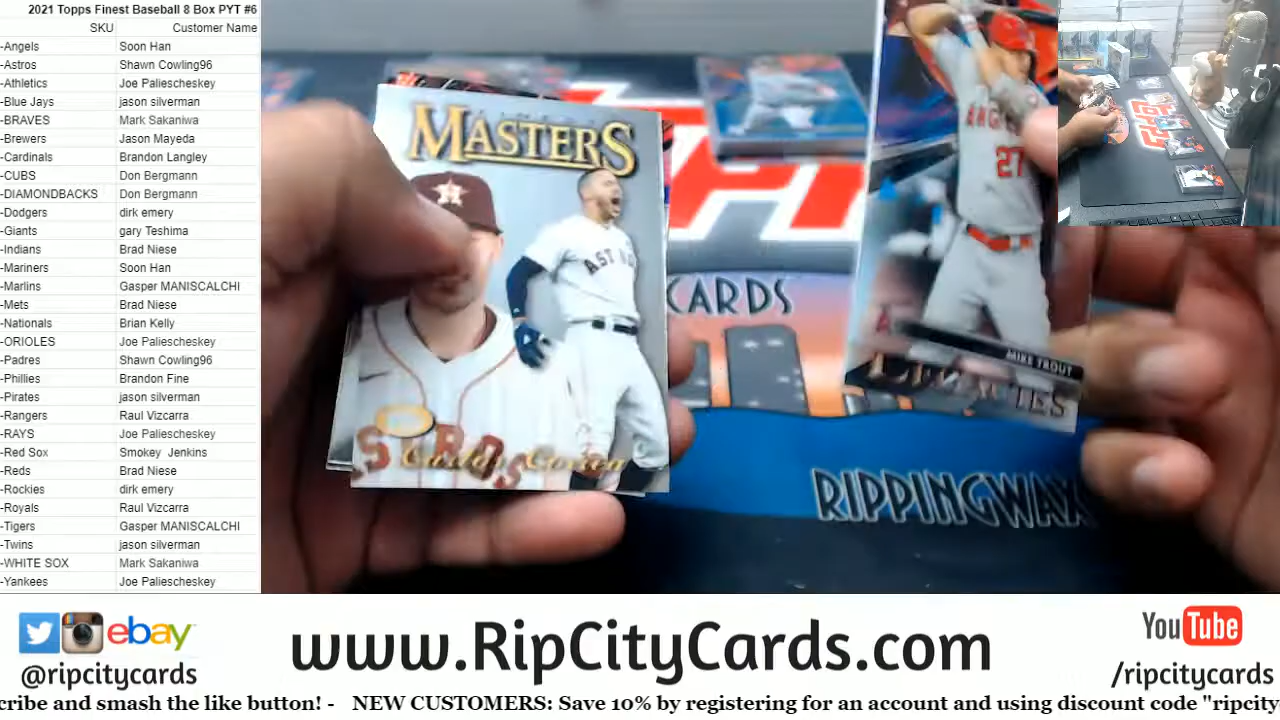 2021 Topps Finest Baseball 8 Box PYT #6
SKU Customer Name
-Angels Soon Han
-Astros Shawn Cowling96
-Athletics Joe Paliescheskey
-Blue Jays jason silverman
-BRAVES Mark Sakaniwa
-Brewers Jason Mayeda
-Cardinals Brandon Langley
-CUBS Don Bergmann
-DIAMONDBACKS Don Bergmann
-Dodgers dirk emery
-Giants gary Teshima
-Indians Brad Niese
-Mariners Soon Han
-Marlins Gasper MANISCALCHI
-Mets Brad Niese
-Nationals Brian Kelly
-ORIOLES Joe Paliescheskey
-Padres Shawn Cowling96
-Phillies Brandon Fine
-Pirates jason silverman
-Rangers Raul Vizcarra
-RAYS Joe Paliescheskey
-Red Sox Smokey Jenkins
-Reds Brad Niese
-Rockies dirk emery
-Royals Raul Vizcarra
-Tigers Gasper MANISCALCHI
-Twins jason silverman
-WHITE SOX Mark Sakaniwa
-Yankees Joe Paliescheskey
MASTERS
27
MIKE TROUT
Carlos Correa
CARDS
RIPPINGWAX
ebay
@ripcitycards
www.RipCityCards.com
YouTube
/ripcitycards
cribe and smash the like button! - NEW CUSTOMERS: Save 10% by registering for an account and using discount code "ripcity